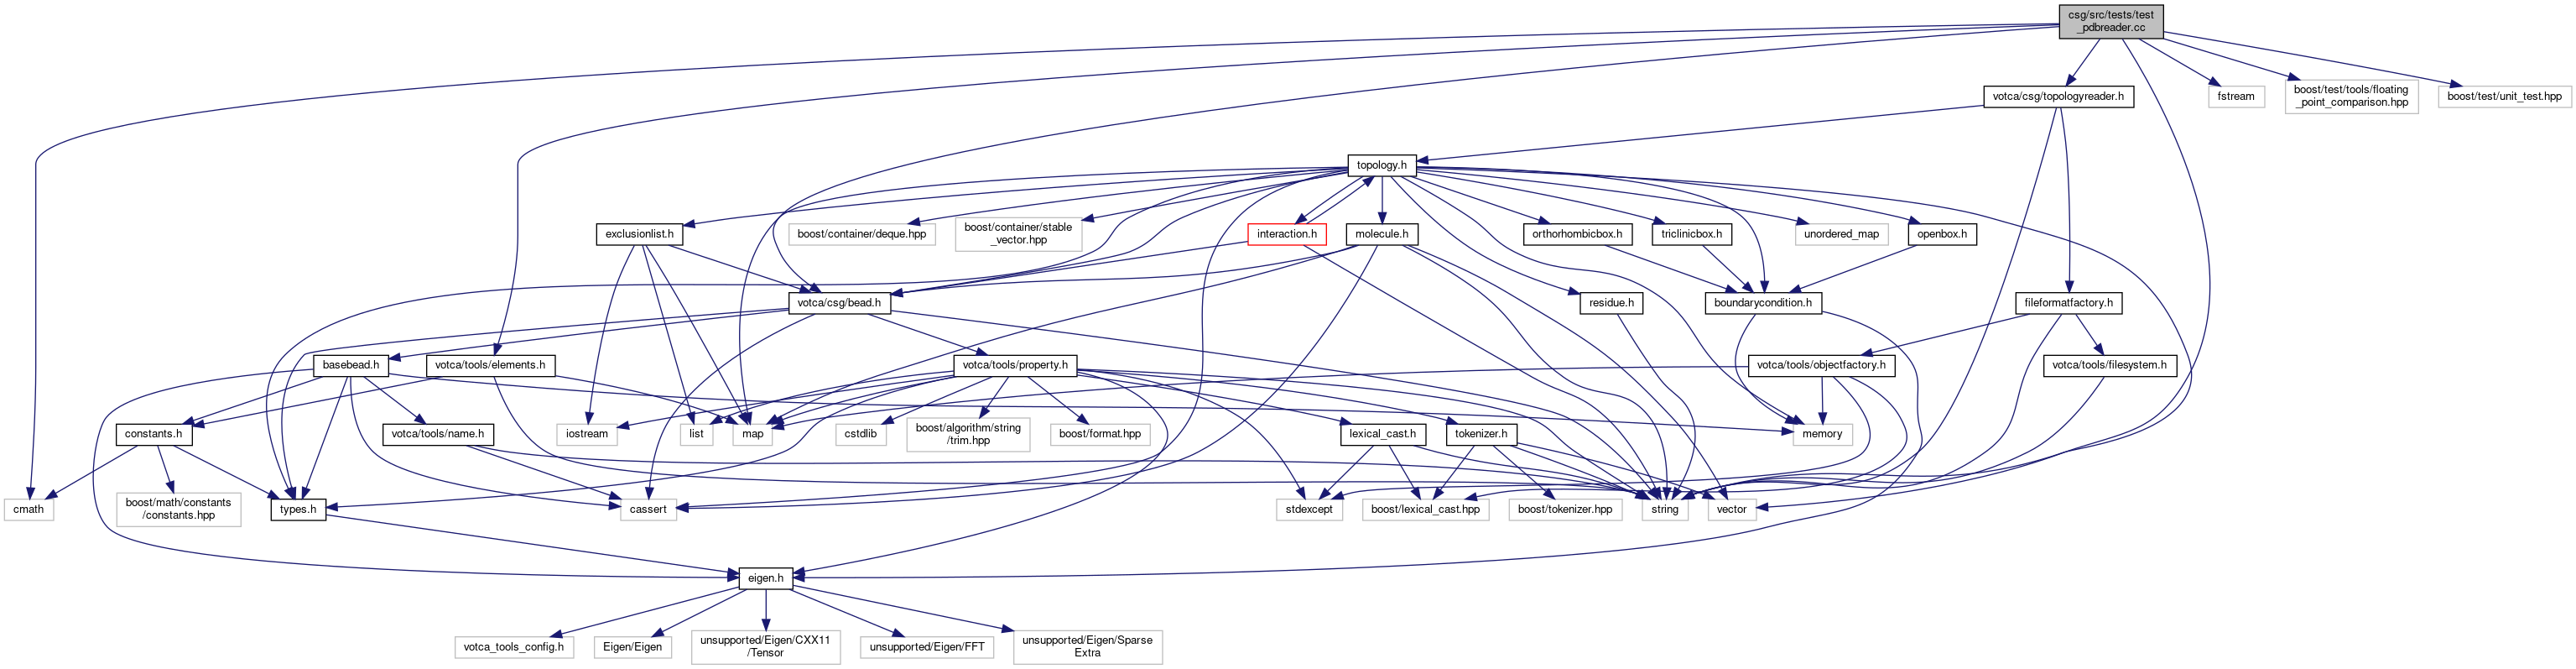 csg/src/tests/test
_pdbreader.cc
votca/csg/topologyreader.h
fstream
boost/test/tools/floating
_point_comparison.hpp
boost/test/unit_test.hpp
topology.h
exclusionlist.h
boost/container/deque.hpp
boost/container/stable
_vector.hpp
interaction.h
molecule.h
orthorhombicbox.h
triclinicbox.h
unordered_map
openbox.h
votca/csg/bead.h
residue.h
boundarycondition.h
fileformatfactory.h
basebead.h
votca/tools/elements.h
votca/tools/property.h
votca/tools/objectfactory.h
votca/tools/filesystem.h
constants.h
votca/tools/name.h
iostream
list
map
cstdlib
boost/algorithm/string
/trim.hpp
boost/format.hpp
lexical_cast.h
tokenizer.h
memory
cmath
boost/math/constants
/constants.hpp
types.h
cassert
stdexcept
boost/lexical_cast.hpp
boost/tokenizer.hpp
string
vector
eigen.h
votca_tools_config.h
Eigen/Eigen
unsupported/Eigen/CXX11
/Tensor
unsupported/Eigen/FFT
unsupported/Eigen/Sparse
Extra